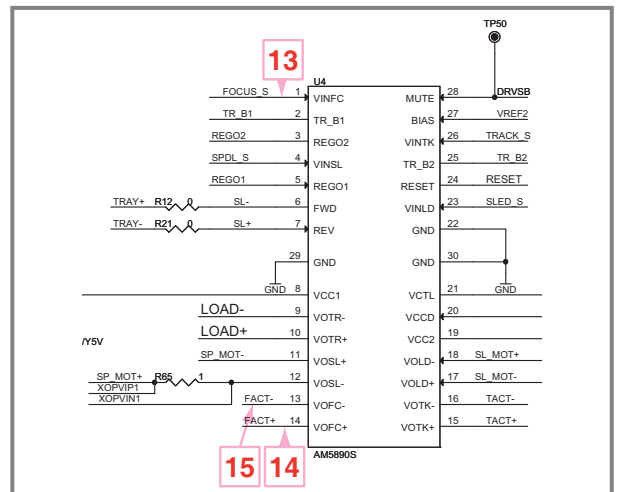 TP50
13
U4
FOCUS_S 1 VINFC MUTE 28 DRVSB
TR_B1 2 TR_B1 BIAS 27 VREF2
REGO2 3 REGO2 VINTK 26 TRACK_S
SPDL_S 4 VINSL TR_B2 25 TR_B2
REGO1 5 REGO1 RESET 24 RESET
TRAY+ R12 0 SL- 6 FWD VINLD 23 SLED_S
TRAY- R21 0 SL+ 7 REV GND 22
29 GND GND 30
GND 8 VCC1 VCTL 21 GND
LOAD- 9 VOTR- VCCD 20
LOAD+ 10 VOTR+ VCC2 19
/Y5V
SP_MOT- 11 VOSL+ VOLD- 18 SL_MOT+
SP_MOT+ R65 1 12 VOSL- VOLD+ 17 SL_MOT-
XOPVIP1
XOPVIN1
FACT- 13 VOFC- VOTK- 16 TACT-
FACT+ 14 VOFC+ VOTK+ 15 TACT+
AM5890S
15 14